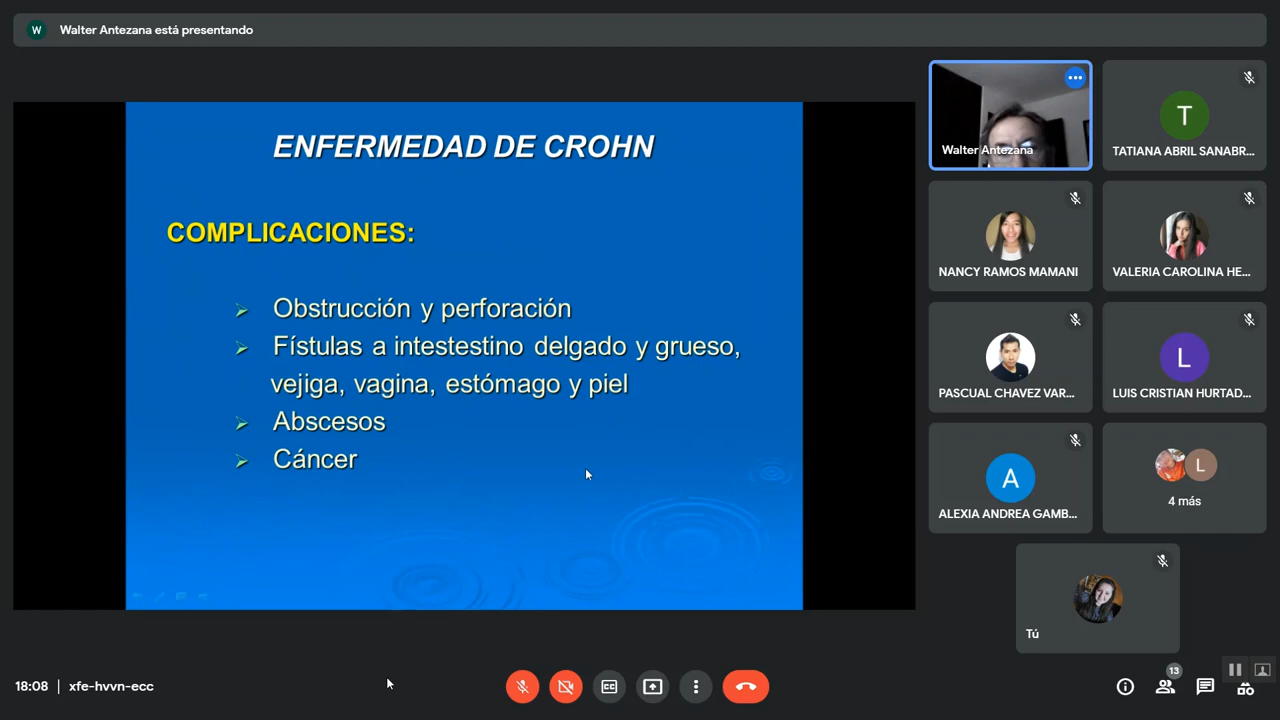 W Walter Antezana está presentando
ENFERMEDAD DE CROHN
COMPLICACIONES:
Obstrucción y perforación
Fístulas a intestestino delgado y grueso,
vejiga, vagina, estómago y piel
Abscesos
Cáncer
Walter Antezana
T
TATIANA ABRIL SANABR...
NANCY RAMOS MAMANI
VALERIA CAROLINA HE...
PASCUAL CHAVEZ VAR...
L
LUIS CRISTIAN HURTAD...
A
ALEXIA ANDREA GAMB...
L
4 más
Tú
18:08 | xfe-hvvn-ecc
CC
13